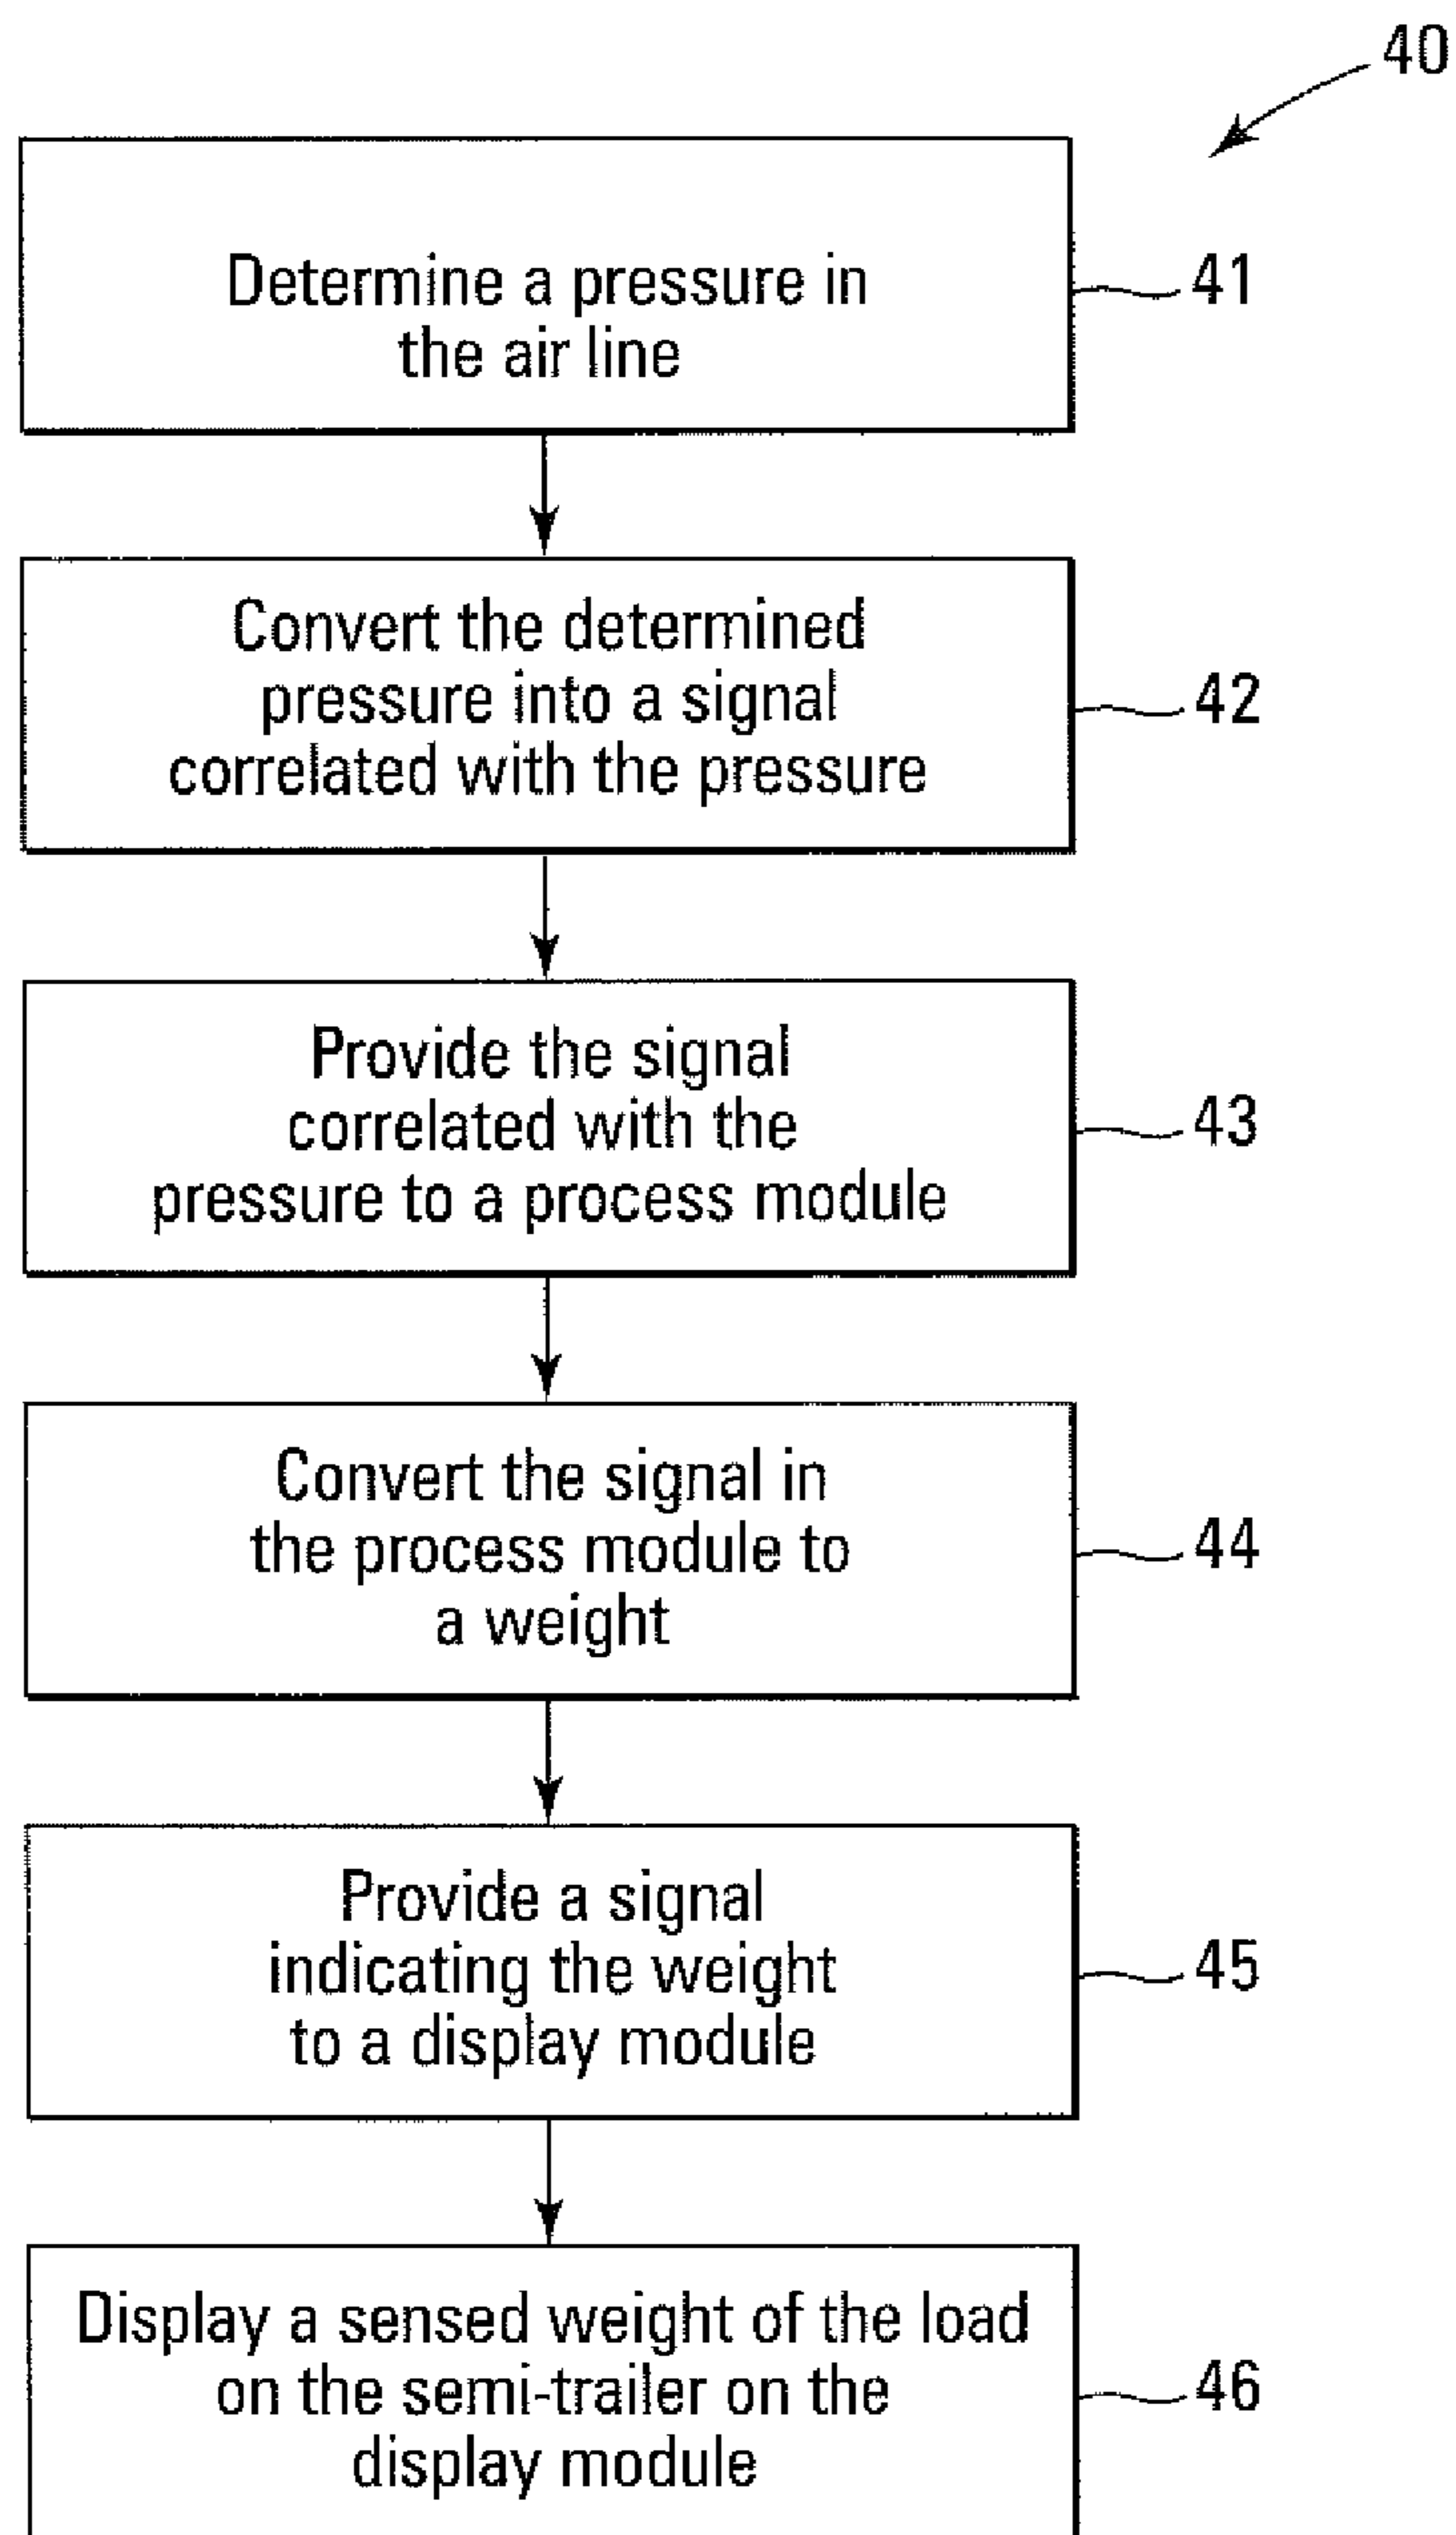 40
Determine a pressure in
the air line
41
Convert the determined
pressure into a signal
correlated with the pressure
42
Provide the signal
correlated with the
pressure to a process module
43
Convert the signal in
the process module to
a weight
44
Provide a signal
indicating the weight
to a display module
45
Display a sensed weight of the load
on the semi-trailer on the
display module
46